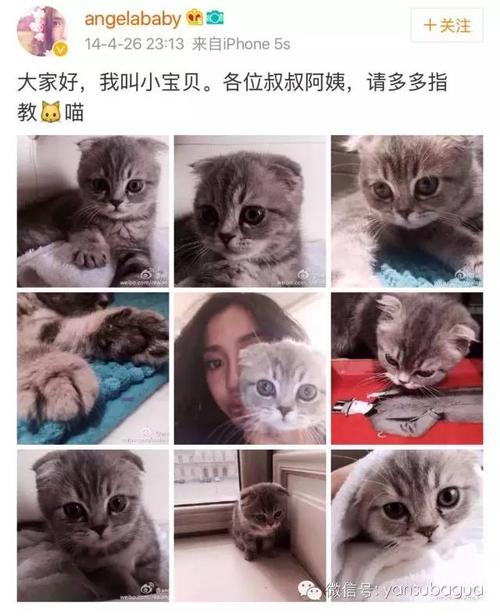 angelababy
14-4-26 23:13 来自iPhone 5s
+关注
大家好，我叫小宝贝。各位叔叔阿姨，请多多指
教🐱喵
微信号: yansubagua